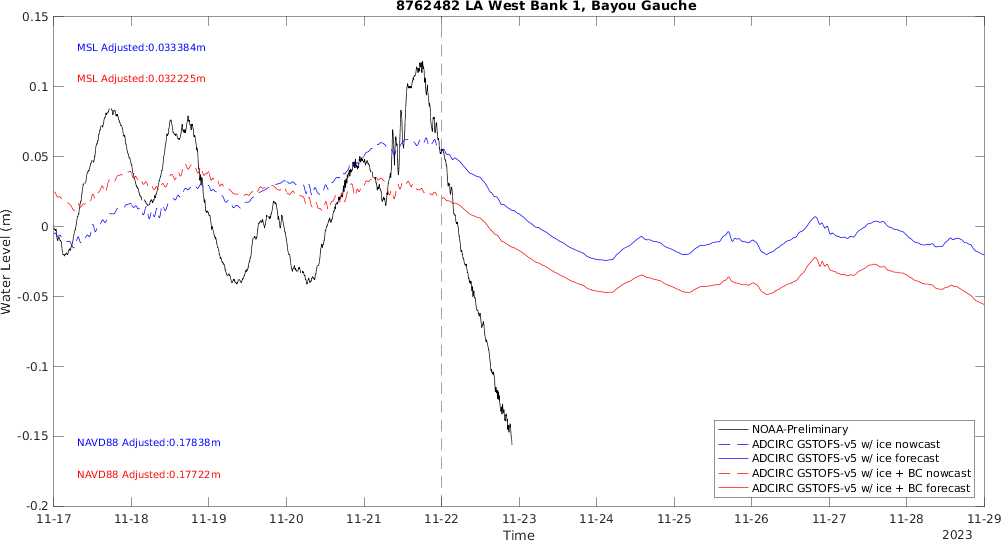 8762482 LA West Bank 1, Bayou Gauche
0.15
0.1
0.05
0
-0.05
-0.1
-0.15
-0.2
Water Level (m)
MSL Adjusted:0.033384m
MSL Adjusted:0.032225m
NAVD88 Adjusted:0.17838m
NAVD88 Adjusted:0.17722m
NOAA-Preliminary
ADCIRC GSTOFS-v5 w/ ice nowcast
ADCIRC GSTOFS-v5 w/ ice forecast
ADCIRC GSTOFS-v5 w/ ice + BC nowcast
ADCIRC GSTOFS-v5 w/ ice + BC forecast
11-17 11-18 11-19 11-20 11-21 11-22 11-23 11-24 11-25 11-26 11-27 11-28 11-29
Time
2023